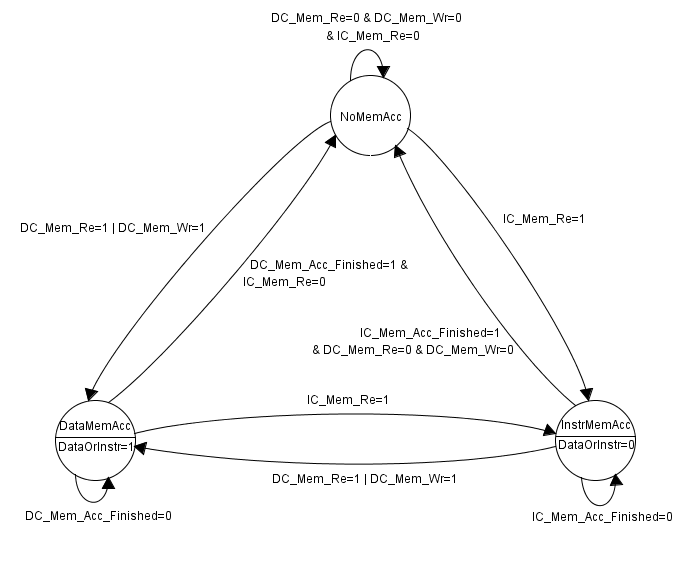 DC_Mem_Re=0 & DC_Mem_Wr=0
& IC_Mem_Re=0
NoMemAcc
IC_Mem_Re=1
DC_Mem_Re=1 | DC_Mem_Wr=1
DC_Mem_Acc_Finished=1 &
IC_Mem_Re=0
IC_Mem_Acc_Finished=1
& DC_Mem_Re=0 & DC_Mem_Wr=0
IC_Mem_Re=1
DataMemAcc
DataOrInstr=1
InstrMemAcc
DataOrInstr=0
DC_Mem_Re=1 | DC_Mem_Wr=1
DC_Mem_Acc_Finished=0
IC_Mem_Acc_Finished=0